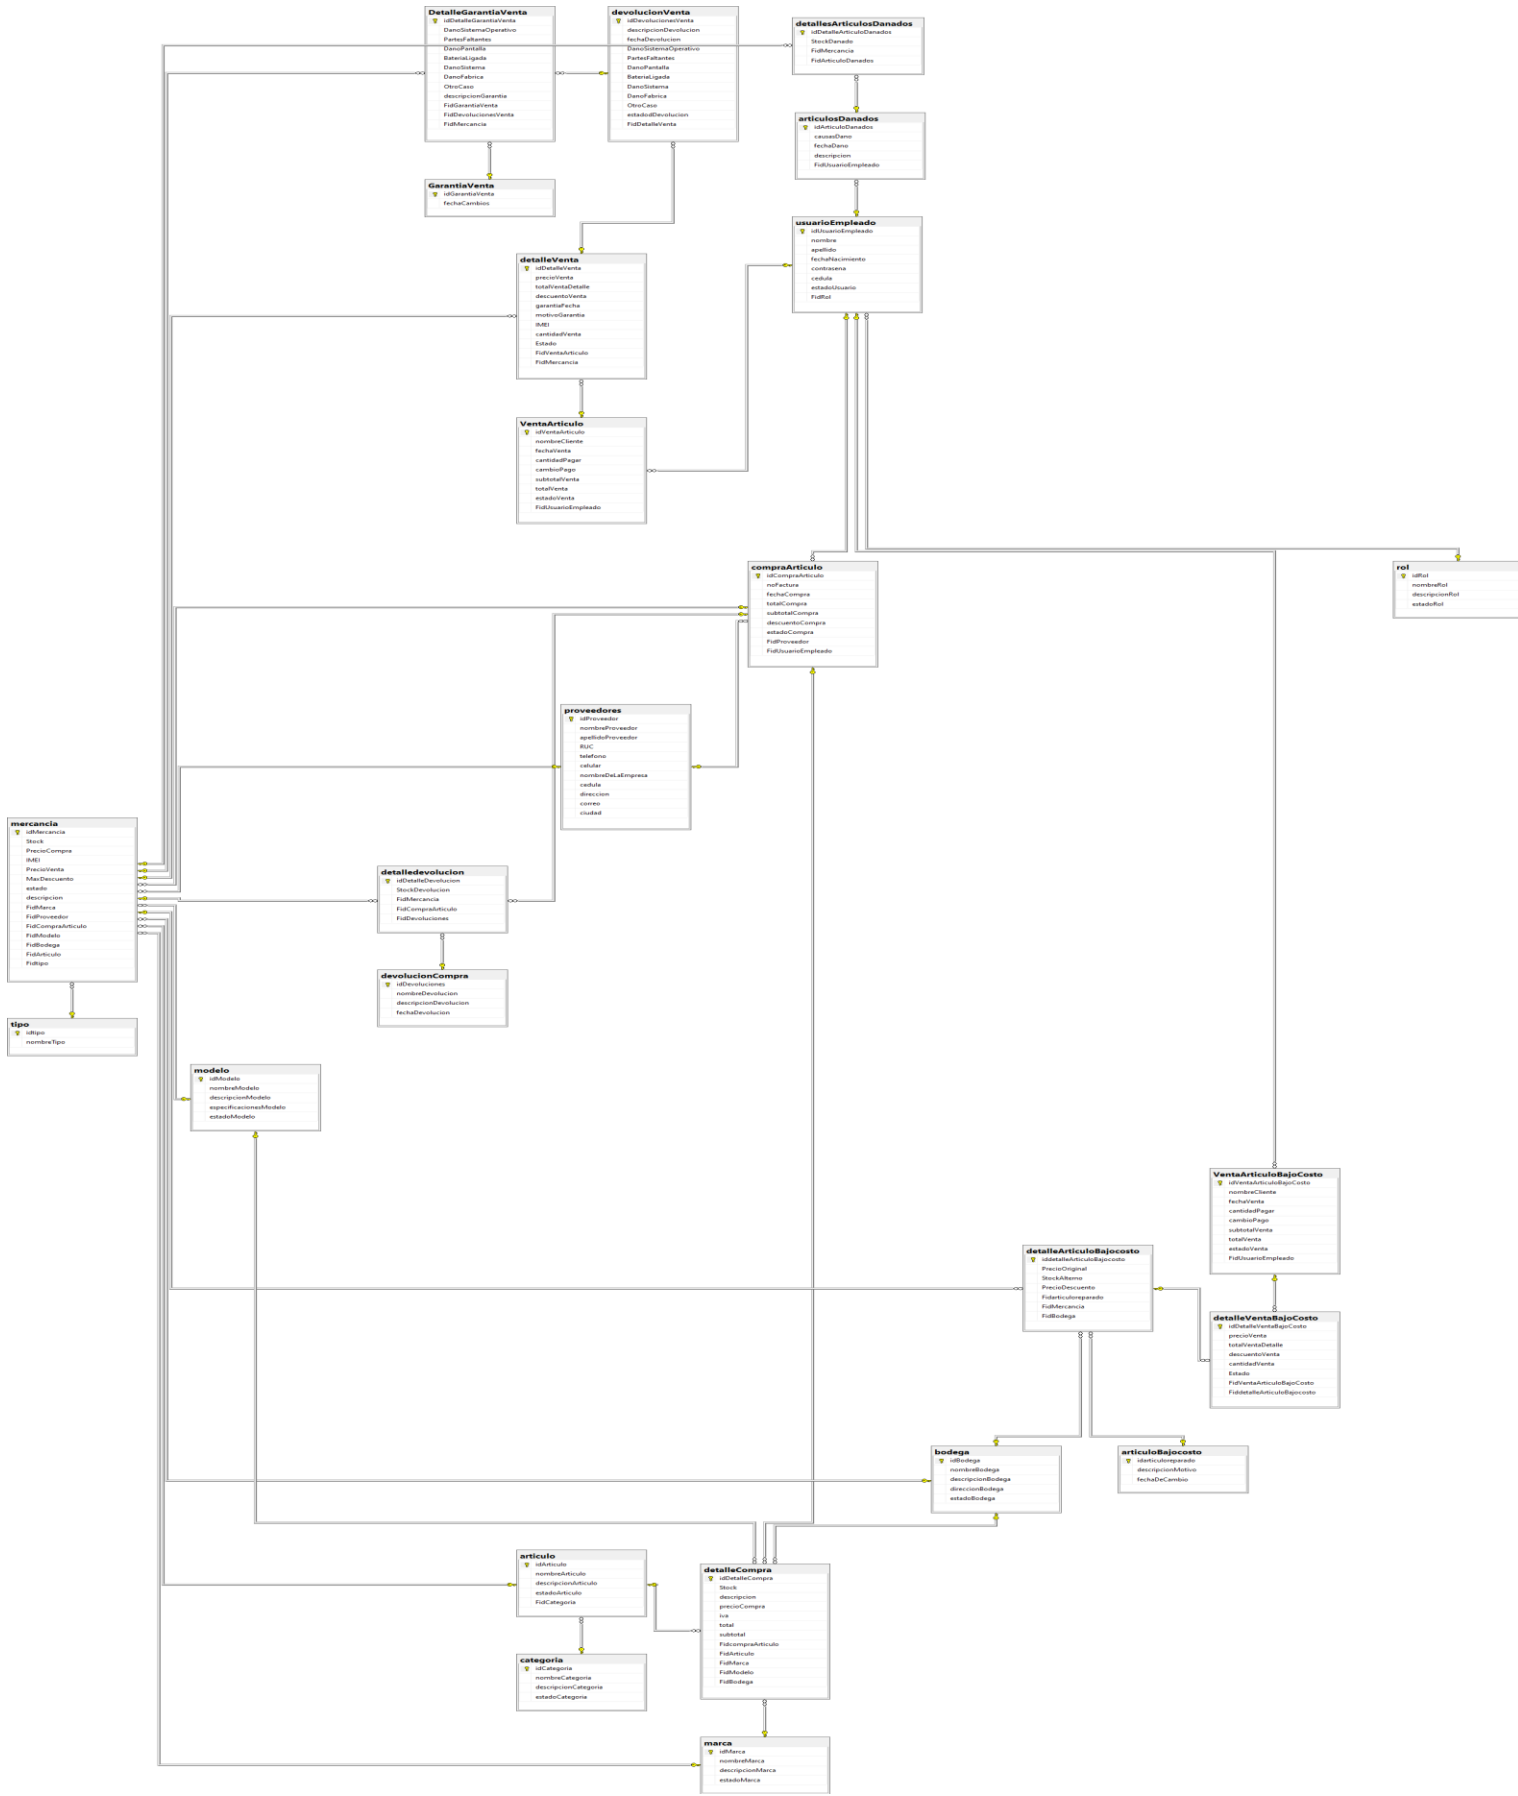 DetalleGarantiaVenta
idDetalleGarantiaVenta
DanoSistemaOperativo
PartesFaltantes
DanoPantalla
BateriaLigada
DanoSistema
DanoFabrica
OtroCaso
descripcionGarantia
FidGarantiaVenta
FidDevolucionesVenta
FidMercancia
devolucionVenta
idDevolucionesVenta
descripcionDevolucion
fechaDevolucion
DanoSistemaOperativo
PartesFaltantes
DanoPantalla
BateriaLigada
DanoSistema
DanoFabrica
OtroCaso
estadodDevolucion
FidDetalleVenta
detallesArticulosDanados
idDetalleArticuloDanados
StockDanado
FidMercancia
FidArticuloDanados
articulosDanados
idArticuloDanados
causasDano
fechaDano
descripcion
FidUsuarioEmpleado
GarantiaVenta
idGarantiaVenta
fechaCambios
usuarioEmpleado
idUsuarioEmpleado
nombre
apellido
fechaNacimiento
contrasena
cedula
estadoUsuario
FidRol
detalleVenta
idDetalleVenta
precioVenta
totalVentaDetalle
descuentoVenta
garantiaFecha
motivoGarantia
IMEI
cantidadVenta
Estado
FidVentaArticulo
FidMercancia
VentaArticulo
idVentaArticulo
nombreCliente
fechaVenta
cantidadPagar
cambioPago
subtotalVenta
totalVenta
estadoVenta
FidUsuarioEmpleado
compraArticulo
idCompraArticulo
noFactura
fechaCompra
totalCompra
subtotalCompra
descuentoCompra
estadoCompra
FidProveedor
FidUsuarioEmpleado
rol
idRol
nombreRol
descripcionRol
estadoRol
proveedores
idProveedor
nombreProveedor
apellidoProveedor
RUC
telefono
celular
nombreDeLaEmpresa
cedula
direccion
correo
ciudad
mercancia
idMercancia
Stock
PrecioCompra
IMEI
PrecioVenta
MaxDescuento
estado
descripcion
FidMarca
FidProveedor
FidCompraArticulo
FidModelo
FidBodega
FidArticulo
Fidtipo
detalledevolucion
idDetalleDevolucion
StockDevolucion
FidMercancia
FidCompraArticulo
FidDevoluciones
devolucionCompra
idDevoluciones
nombreDevolucion
descripcionDevolucion
fechaDevolucion
tipo
idtipo
nombreTipo
modelo
idModelo
nombreModelo
descripcionModelo
especificacionesModelo
estadoModelo
VentaArticuloBajoCosto
idVentaArticuloBajoCosto
nombreCliente
fechaVenta
cantidadPagar
cambioPago
subtotalVenta
totalVenta
estadoVenta
FidUsuarioEmpleado
detalleArticuloBajocosto
iddetalleArticuloBajocosto
PrecioOriginal
StockAlterno
PrecioDescuento
Fidarticuloreparado
FidMercancia
FidBodega
detalleVentaBajoCosto
idDetalleVentaBajoCosto
precioVenta
totalVentaDetalle
descuentoVenta
cantidadVenta
Estado
FidVentaArticuloBajoCosto
FiddetalleArticuloBajocosto
bodega
idBodega
nombreBodega
descripcionBodega
direccionBodega
estadoBodega
articuloBajocosto
idarticuloreparado
descripcionMotivo
fechaDeCambio
articulo
idArticulo
nombreArticulo
descripcionArticulo
estadoArticulo
FidCategoria
detalleCompra
idDetalleCompra
Stock
descripcion
precioCompra
iva
total
subtotal
FidcompraArticulo
FidArticulo
FidMarca
FidModelo
FidBodega
categoria
idCategoria
nombreCategoria
descripcionCategoria
estadoCategoria
marca
idMarca
nombreMarca
descripcionMarca
estadoMarca